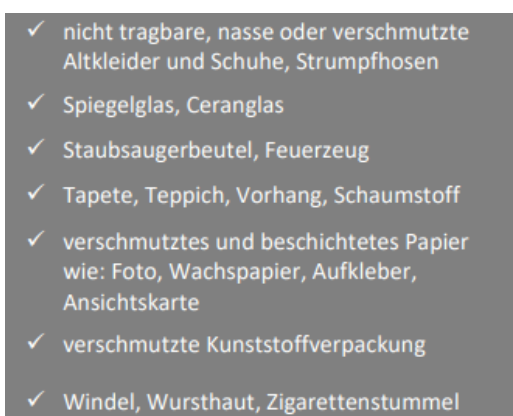 ✓ nicht tragbare, nasse oder verschmutzte
Altkleider und Schuhe, Strumpfhosen
✓ Spiegelglas, Ceranglas
✓ Staubsaugerbeutel, Feuerzeug
✓ Tapete, Teppich, Vorhang, Schaumstoff
✓ verschmutztes und beschichtetes Papier
wie: Foto, Wachspapier, Aufkleber,
Ansichtskarte
✓ verschmutzte Kunststoffverpackung
✓ Windel, Wursthaut, Zigarettenstummel